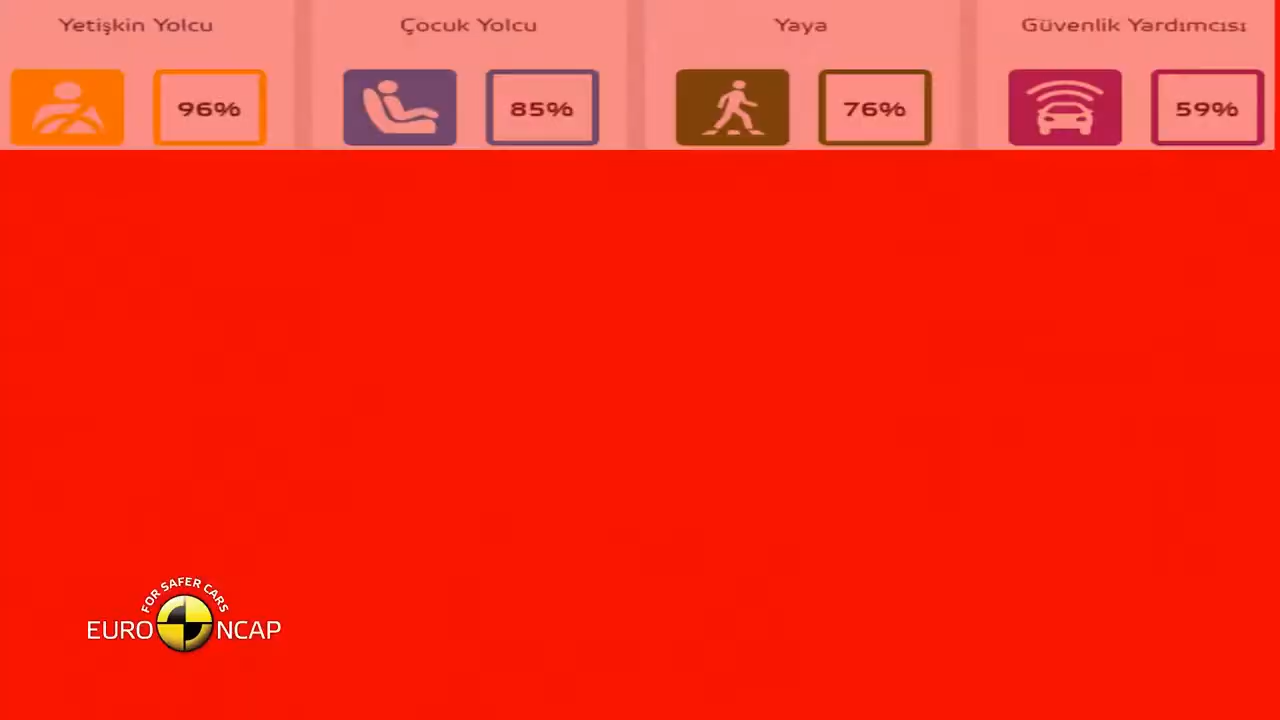 Yetişkin Yolcu
Çocuk Yolcu
Yaya
Güvenlik Yardımcısı
96%
85%
76%
59%
FOR SAFER CARS
EURO NCAP